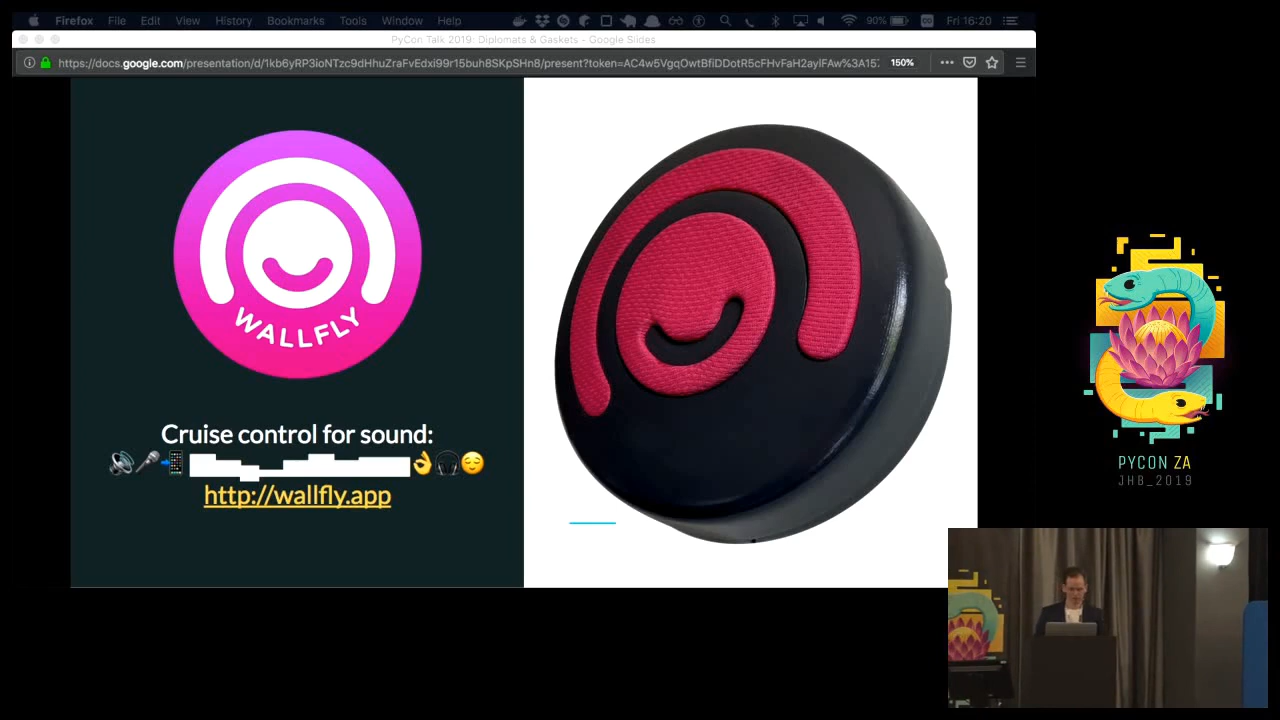 Firefox File Edit View History Bookmarks Tools Window Help 90% Fri 16:20
PyCon Talk 2019: Diplomats & Gaskets - Google Slides
150%
WALLFLY
Cruise control for sound:
http://wallfly.app
PYCON ZA
JHB_2019